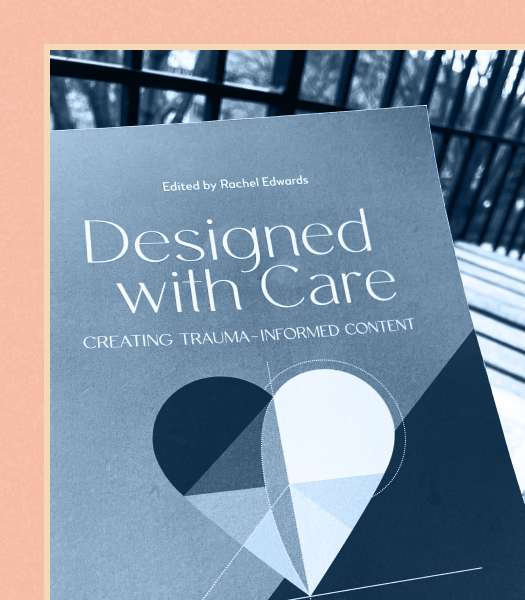 Edited by Rachel Edwards
Designed
with Care
CREATING TRAUMA-INFORMED CONTENT